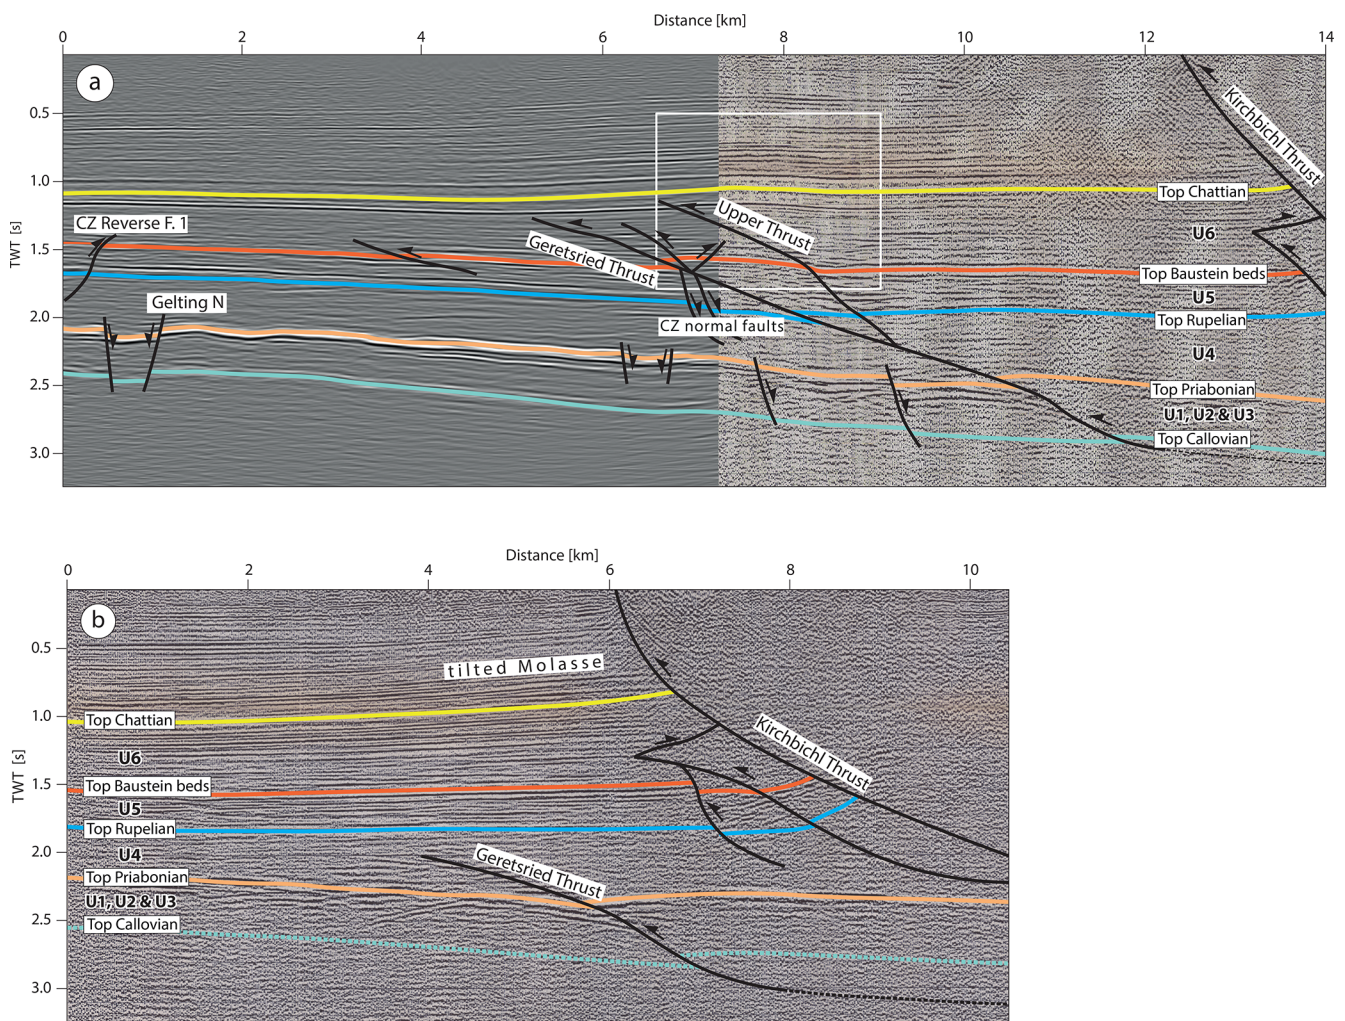 Distance [km]
0 2 4 6 8 10 12 14
a
0.5
1.0
1.5
2.0
2.5
3.0
TWT [s]
CZ Reverse F. 1
Gelting N
Geretsried Thrust
Upper Thrust
CZ normal faults
Kirchbichl Thrust
Top Chattian
U6
Top Baustein beds
U5
Top Rupelian
U4
Top Priabonian
U1, U2 & U3
Top Callovian
Distance [km]
0 2 4 6 8 10
b
0.5
1.0
1.5
2.0
2.5
3.0
TWT [s]
tilted Molasse
Kirchbichl Thrust
Top Chattian
U6
Top Baustein beds
U5
Top Rupelian
U4
Geretsried Thrust
Top Priabonian
U1, U2 & U3
Top Callovian